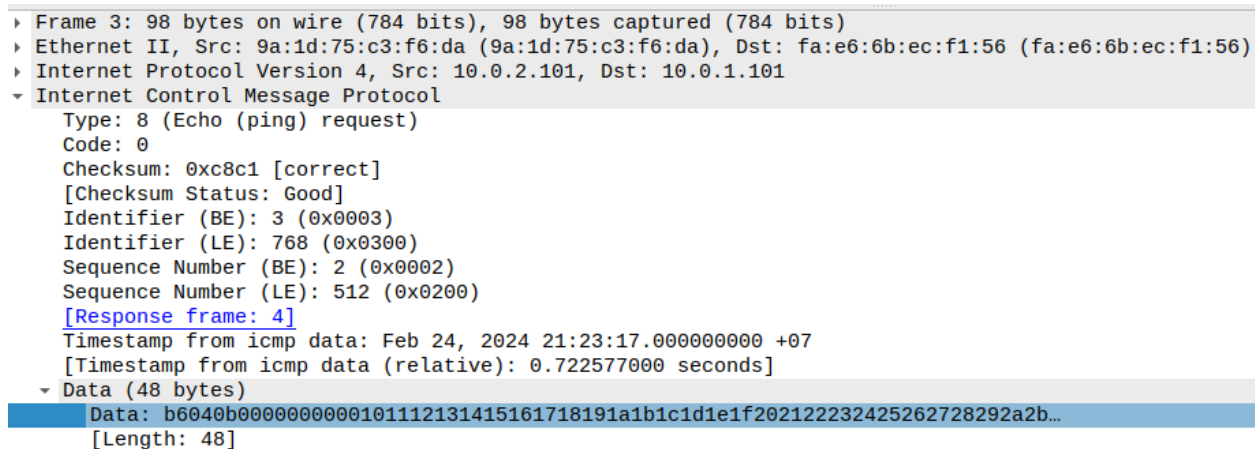 Frame 3: 98 bytes on wire (784 bits), 98 bytes captured (784 bits)
Ethernet II, Src: 9a:1d:75:c3:f6:da (9a:1d:75:c3:f6:da), Dst: fa:e6:6b:ec:f1:56 (fa:e6:6b:ec:f1:56)
Internet Protocol Version 4, Src: 10.0.2.101, Dst: 10.0.1.101
Internet Control Message Protocol
Type: 8 (Echo (ping) request)
Code: 0
Checksum: 0xc8c1 [correct]
[Checksum Status: Good]
Identifier (BE): 3 (0x0003)
Identifier (LE): 768 (0x0300)
Sequence Number (BE): 2 (0x0002)
Sequence Number (LE): 512 (0x0200)
[Response frame: 4]
Timestamp from icmp data: Feb 24, 2024 21:23:17.000000000 +07
[Timestamp from icmp data (relative): 0.722577000 seconds]
Data (48 bytes)
Data: b6040b0000000000101112131415161718191a1b1c1d1e1f202122232425262728292a2b…
[Length: 48]